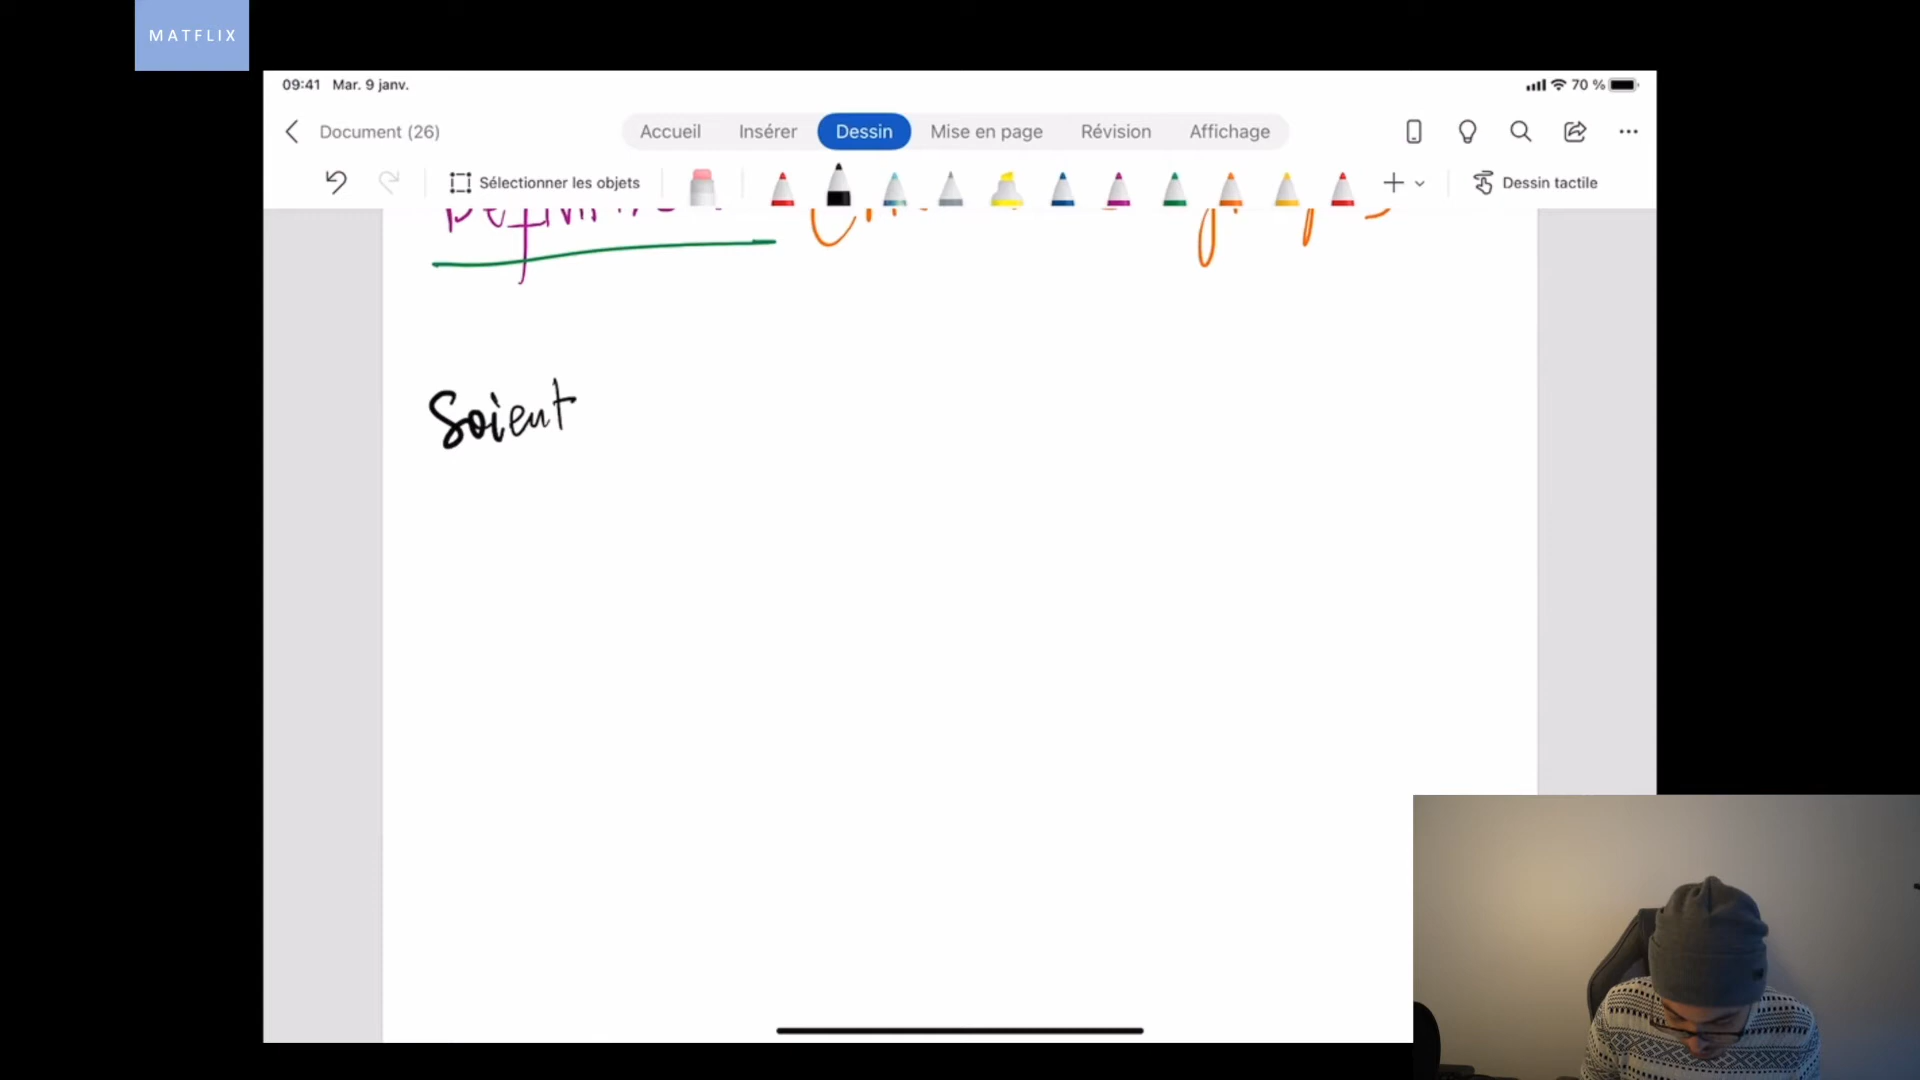 MATFLIX
09:41 Mar. 9 janv. 70 %
Document (26) Accueil Insérer Dessin Mise en page Révision Affichage
Sélectionner les objets Dessin tactile
Soient